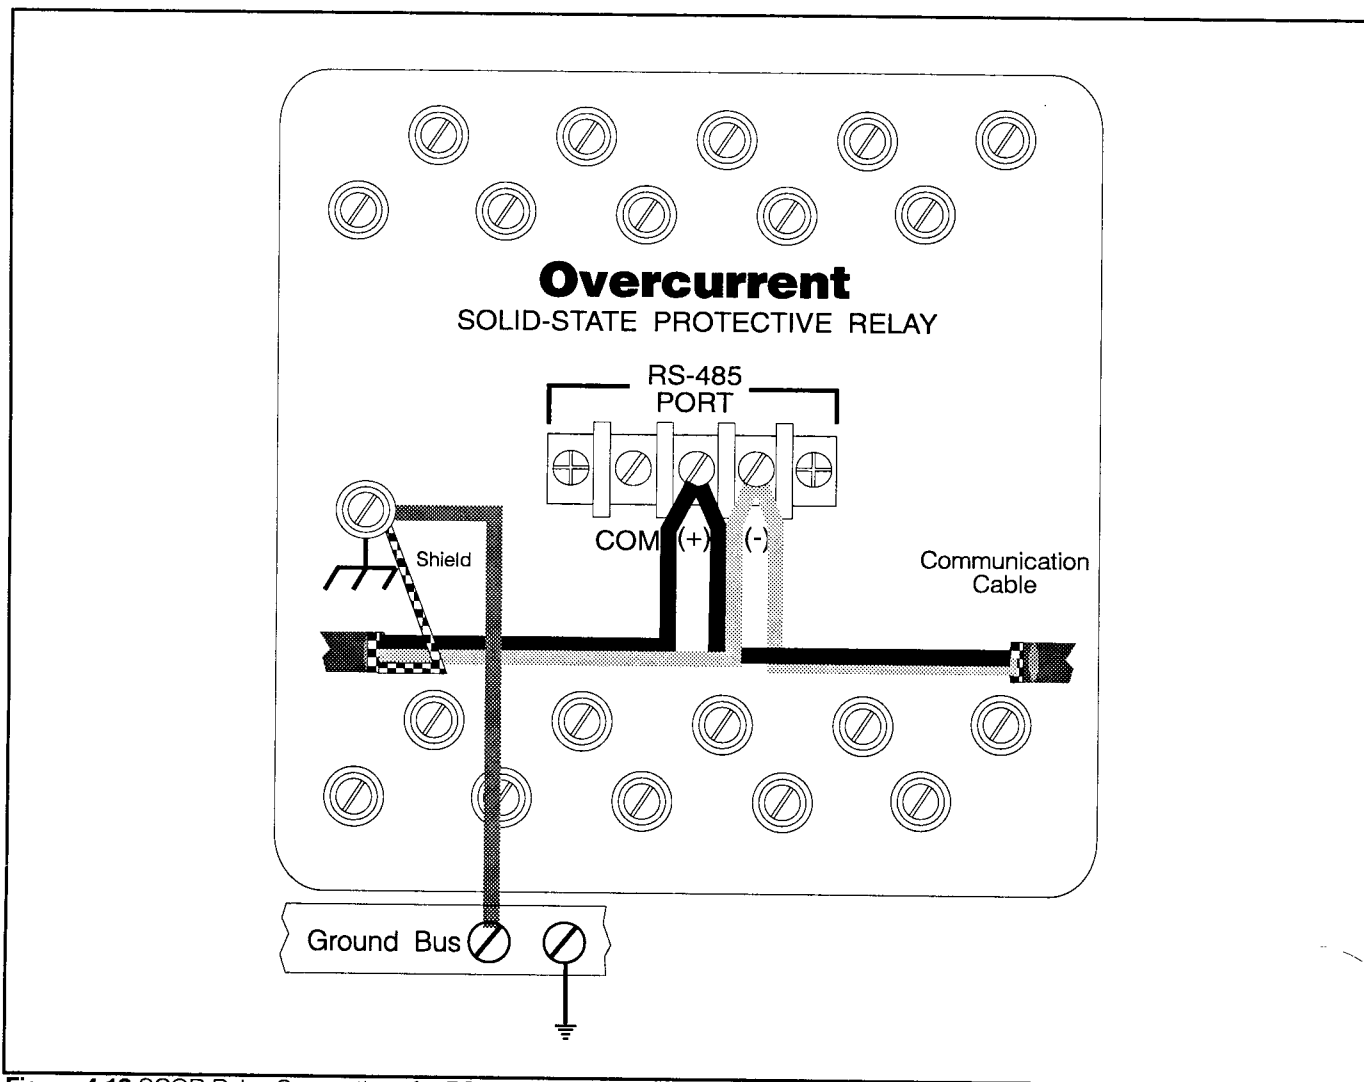 Overcurrent
SOLID-STATE PROTECTIVE RELAY
RS-485
PORT
COM (+) (-)
Shield
Communication
Cable
Ground Bus